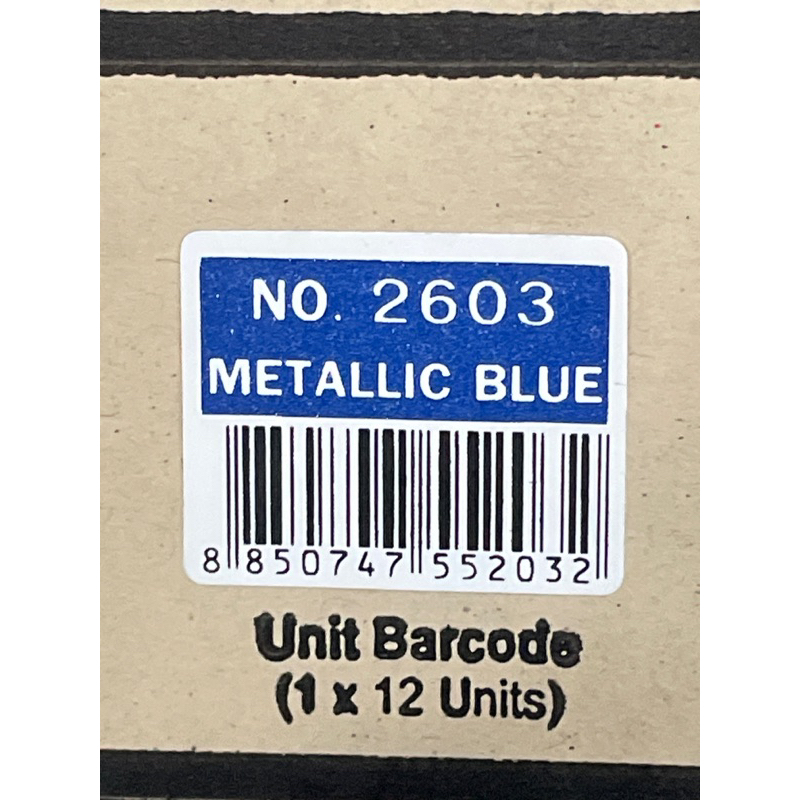 NO. 2603
METALLIC BLUE
8 850747 552032
Unit Barcode
(1 x 12 Units)